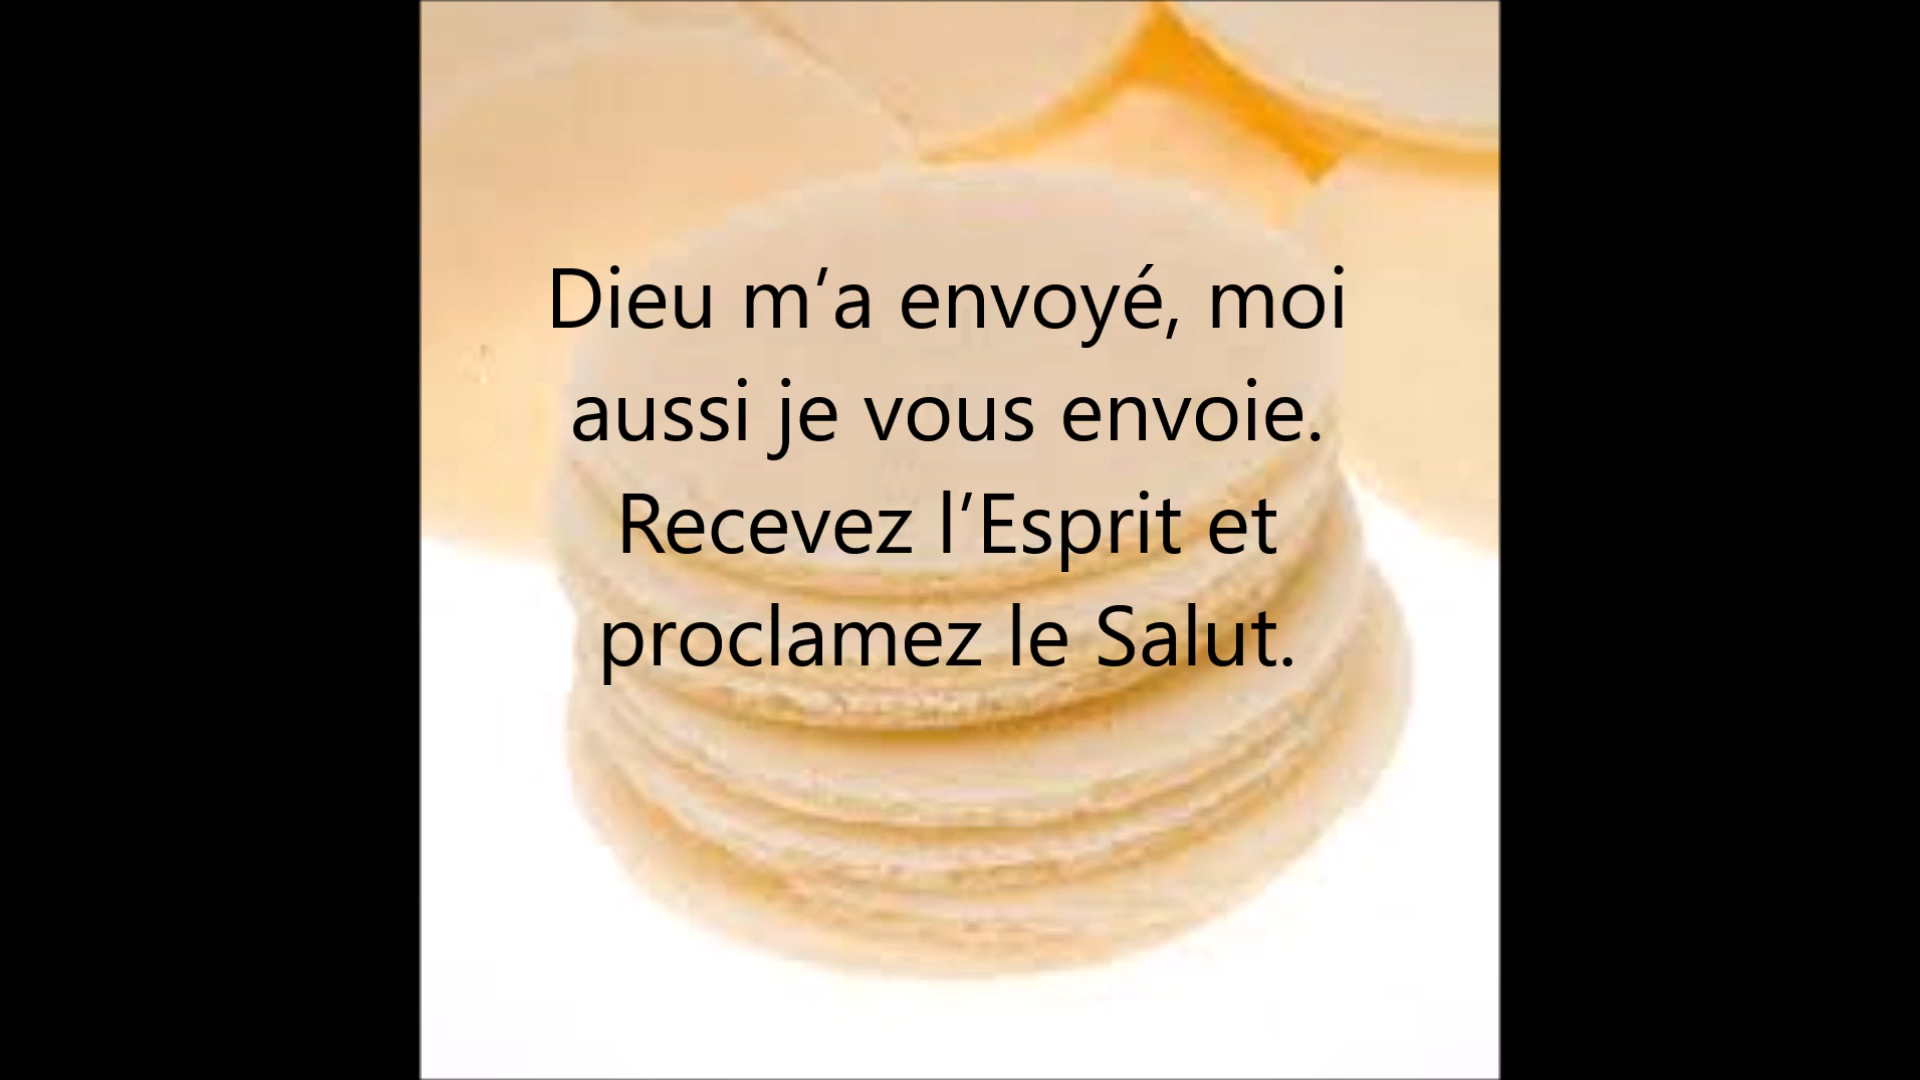 Dieu m’a envoyé, moi
aussi je vous envoie.
Recevez l’Esprit et
proclamez le Salut.